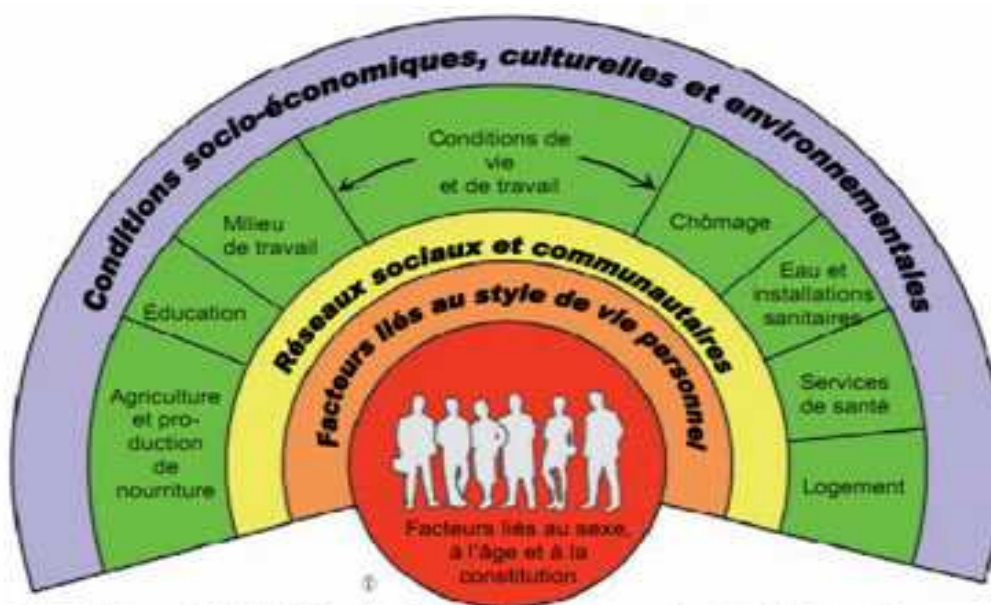 Conditions socio-économiques, culturelles et environnementales
Conditions de
vie
et de travail
Milieu
de travail
Chômage
Éducation
Eau et
installations
sanitaires
Agriculture
et pro-
duction
de
nourriture
Services
de santé
Logement
Réseaux sociaux et communautaires
Facteurs liés au style de vie personnel
Facteurs liés au sexe,
à l'âge et à la
constitution